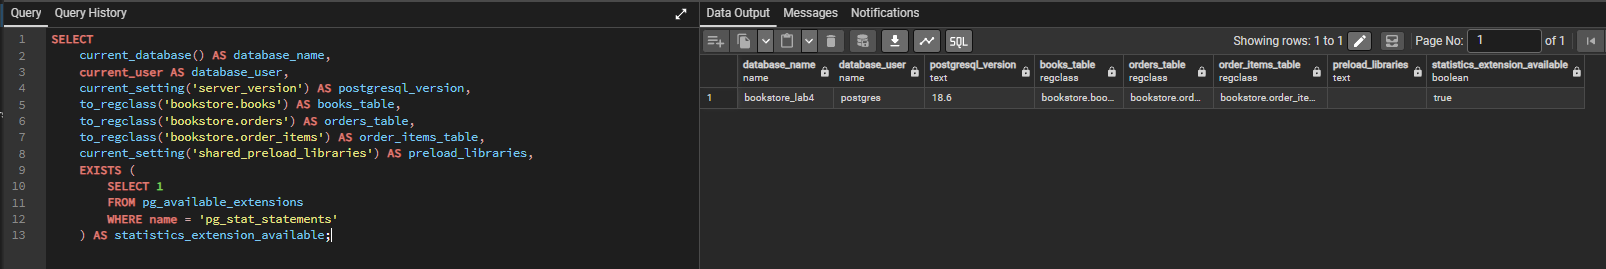 Query Query History
1 SELECT
2 current_database() AS database_name,
3 current_user AS database_user,
4 current_setting('server_version') AS postgresql_version,
5 to_regclass('bookstore.books') AS books_table,
6 to_regclass('bookstore.orders') AS orders_table,
7 to_regclass('bookstore.order_items') AS order_items_table,
8 current_setting('shared_preload_libraries') AS preload_libraries,
9 EXISTS (
10 SELECT 1
11 FROM pg_available_extensions
12 WHERE name = 'pg_stat_statements'
13 ) AS statistics_extension_available;
Data Output Messages Notifications
SQL Showing rows: 1 to 1 Page No: 1 of 1
database_name database_user postgresql_version books_table orders_table order_items_table preload_libraries statistics_extension_available
name name text regclass regclass regclass text boolean
1 bookstore_lab4 postgres 18.6 bookstore.boo... bookstore.ord... bookstore.order_ite... true